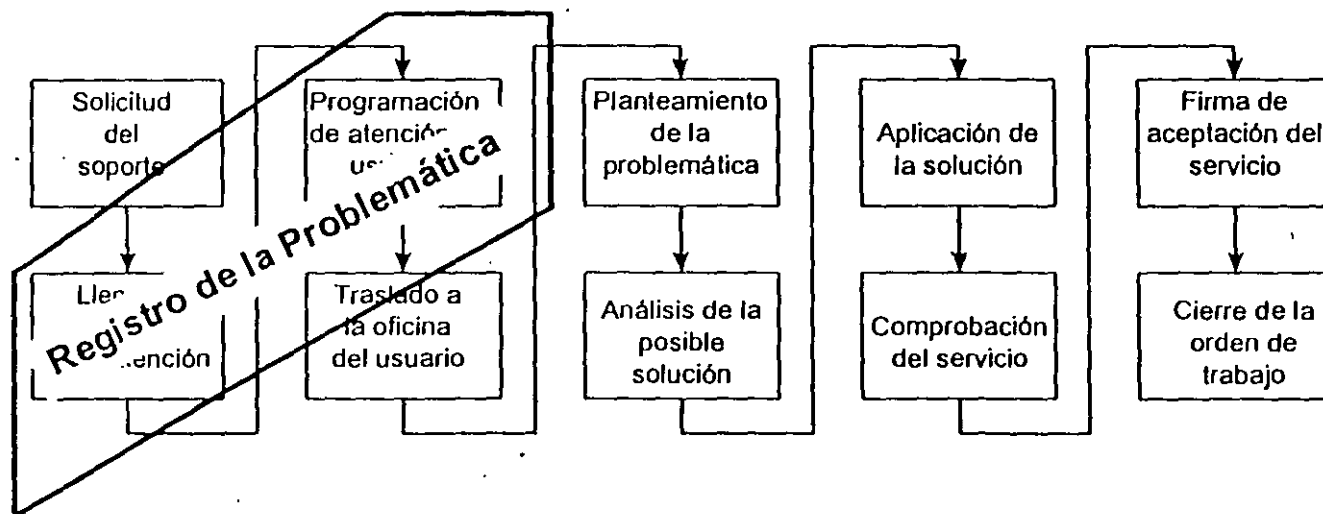 Solicitud
del
soporte
Programación
de atención
Planteamiento
de la
problemática
Aplicación de
la solución
Firma de
aceptación del
servicio
Registro de la Problemática
Traslado a
la oficina
del usuario
Análisis de la
posible
solución
Comprobación
del servicio
Cierre de la
orden de
trabajo